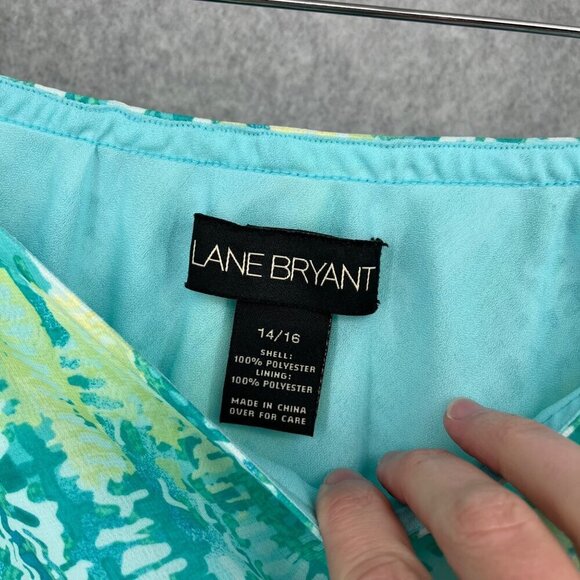 LANE BRYANT
14/16
SHELL:
100% POLYESTER
LINING:
100% POLYESTER
MADE IN CHINA
OVER FOR CARE